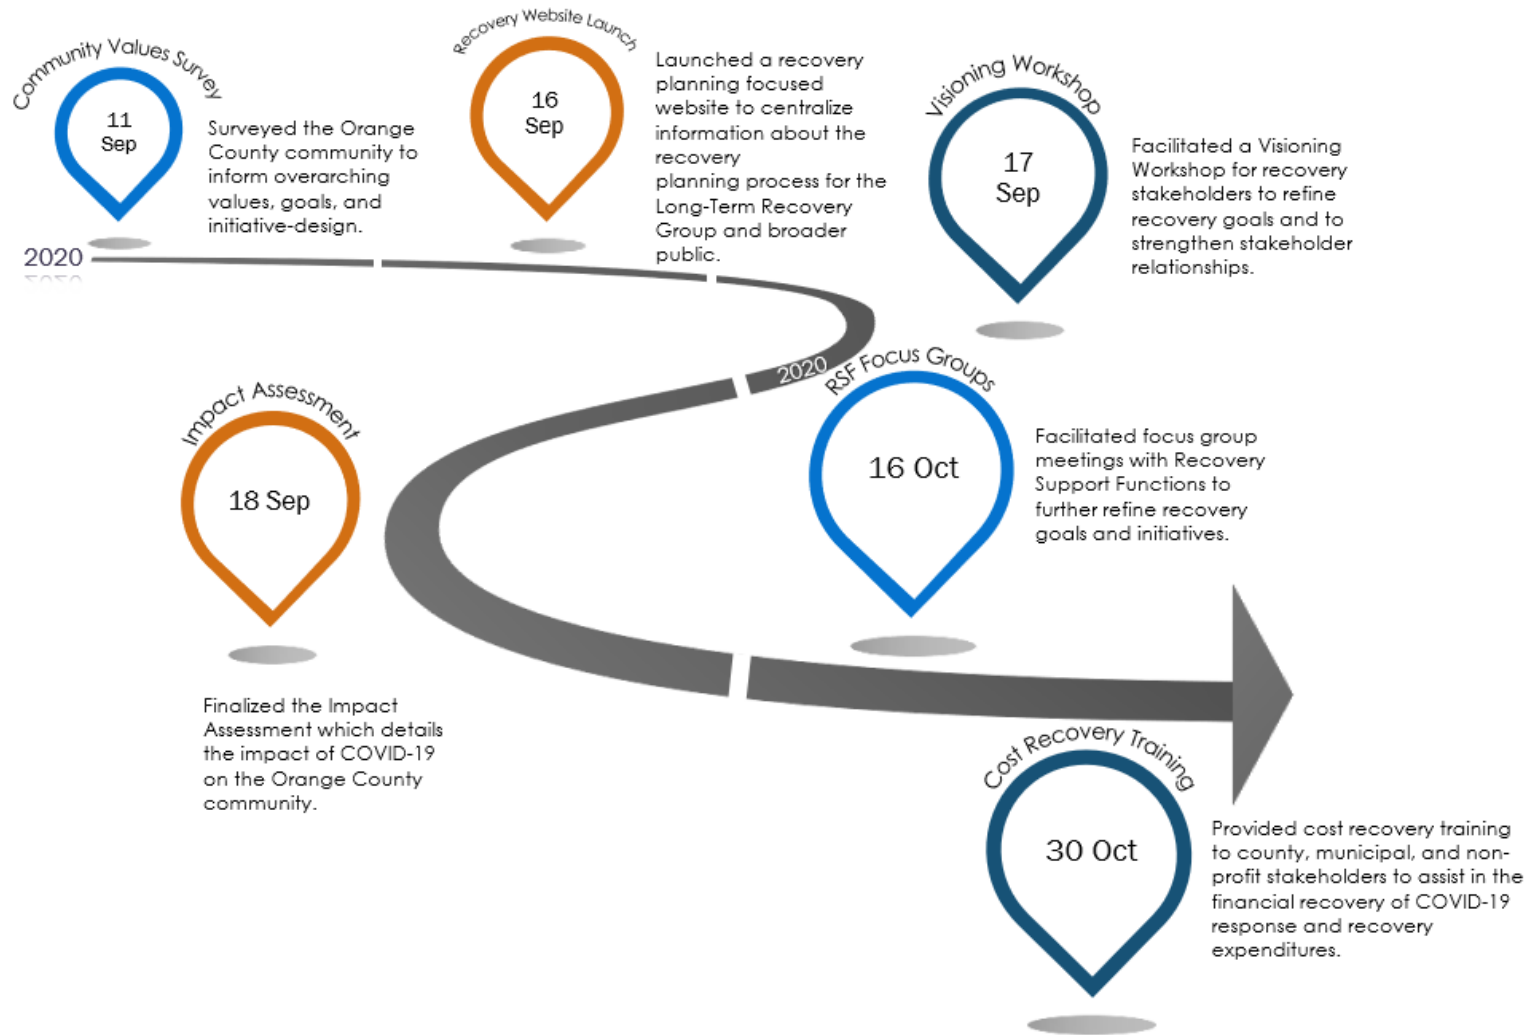 Community Values Survey
11
Sep
Surveyed the Orange
County community to
inform overarching
values, goals, and
initiative-design.
Recovery Website Launch
16
Sep
Launched a recovery
planning focused
website to centralize
information about the
recovery
planning process for the
Long-Term Recovery
Group and broader
public.
Visioning Workshop
17
Sep
Facilitated a Visioning
Workshop for recovery
stakeholders to refine
recovery goals and to
strengthen stakeholder
relationships.
2020
2020
Impact Assessment
18 Sep
Finalized the Impact
Assessment which details
the impact of COVID-19
on the Orange County
community.
RSF Focus Groups
16 Oct
Facilitated focus group
meetings with Recovery
Support Functions to
further refine recovery
goals and initiatives.
Cost Recovery Training
30 Oct
Provided cost recovery training
to county, municipal, and non-
profit stakeholders to assist in the
financial recovery of COVID-19
response and recovery
expenditures.